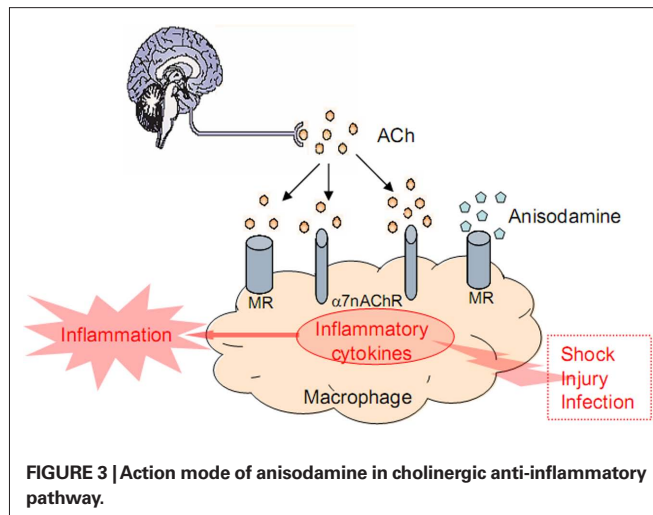 ACh
Anisodamine
MR
α7nAChR
MR
Inflammation
Inflammatory
cytokines
Shock
Injury
Infection
Macrophage
FIGURE 3 | Action mode of anisodamine in cholinergic anti-inflammatory
pathway.